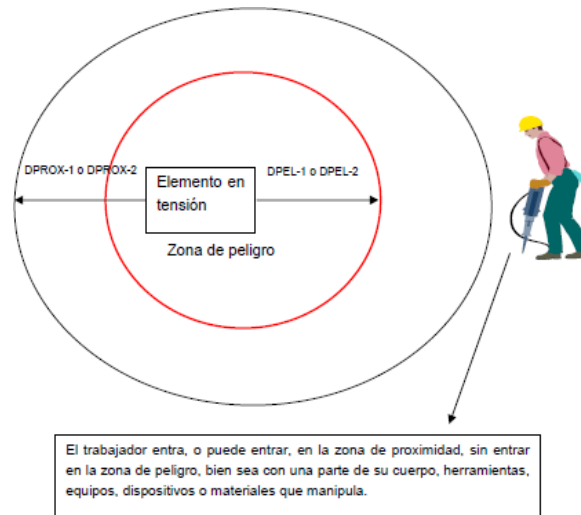 DPROX-1 o DPROX-2
DPEL-1 o DPEL-2
Elemento en
tensión
Zona de peligro
El trabajador entra, o puede entrar, en la zona de proximidad, sin entrar
en la zona de peligro, bien sea con una parte de su cuerpo, herramientas,
equipos, dispositivos o materiales que manipula.